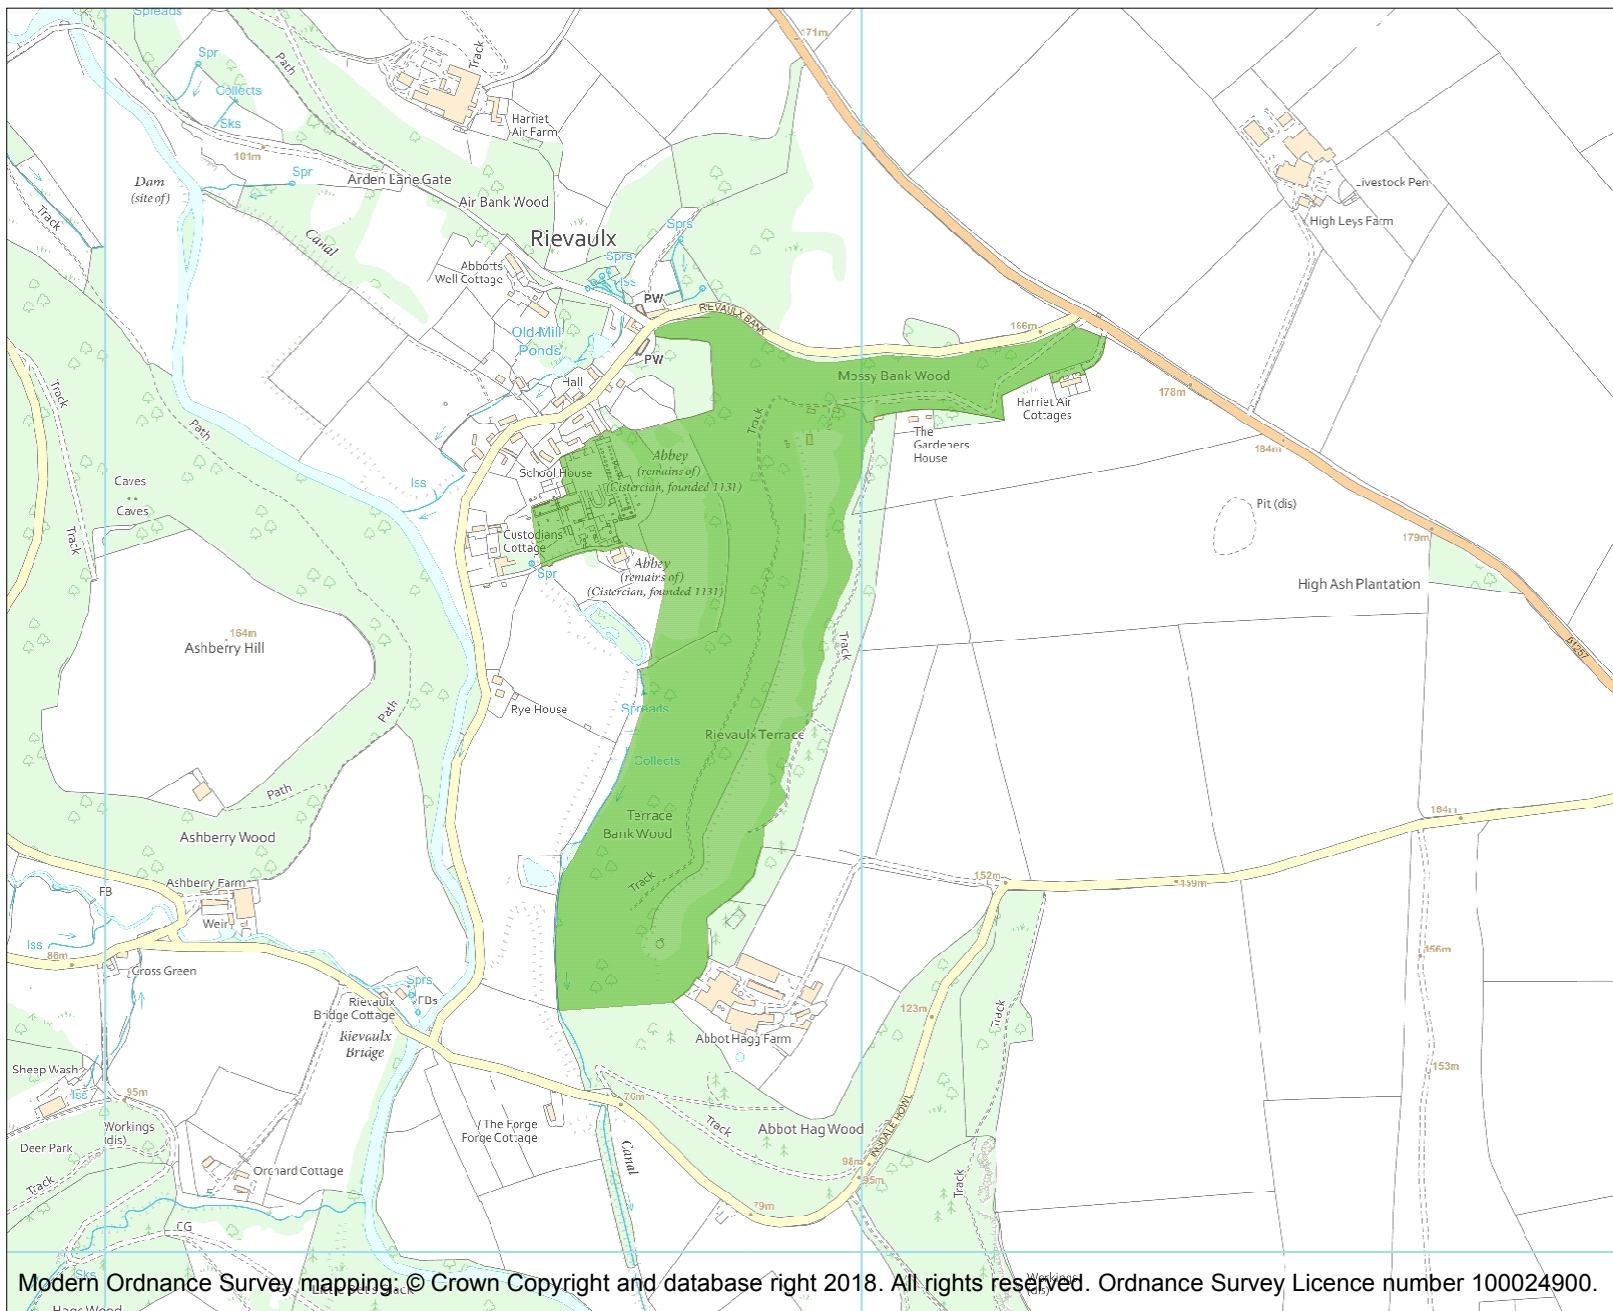 Spreads
171m
Spr
Path
Track
Collects
Sks
Harriet
Air Farm
101m
Spr
Arden Lane Gate
Dam
(site of)
Livestock Pen
Air Bank Wood
Track
Canal
High Leys Farm
Rievaulx
Sprs
Sprs
Iss
Abbotts
Well Cottage
PW
RIEVAULX BANK
166m
Old Mill
Ponds
PW
Mossy Bank Wood
Hall
Track
178m
Harriet Air
Cottages
Track
Path
The
Gardeners
House
184m
Abbey
(remains of)
(Cistercian, founded 1131)
School House
Caves
Caves
Iss
Pit (dis)
Track
Custodians
Cottage
179m
Spr
Abbey
(remains of)
(Cistercian, founded 1131)
High Ash Plantation
164m
Ashberry Hill
Track
B1257
Path
Rye House
Spreads
Rievaulx Terrace
Collects
Path
184m
Terrace
Bank Wood
Ashberry Wood
Track
152m
159m
Ashberry Farm
FB
Weir
Iss
86m
Cross Green
156m
Sprs
FBs
Rievaulx
Bridge Cottage
Rievaulx
Bridge
123m
Track
Abbot Hagg Farm
Sheep Wash
Iss
95m
153m
70m
The Forge
Forge Cottage
Track
Abbot Hag Wood
INGDALE HOWL
Workings
(dis)
Deer Park
Canal
Track
Orchard Cottage
98m
95m
Track
79m
CG
Sks
Workings
(dis)
Hags Wood
Modern Ordnance Survey mapping: © Crown Copyright and database right 2018. All rights reserved. Ordnance Survey Licence number 100024900.